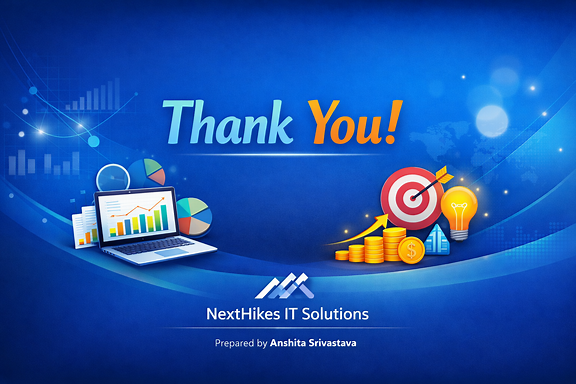 Thank You!
NextHikes IT Solutions
Prepared by Anshita Srivastava